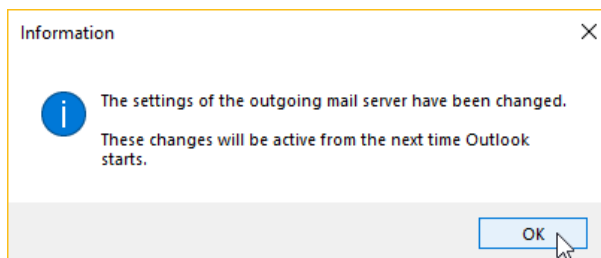 Information
The settings of the outgoing mail server have been changed.
These changes will be active from the next time Outlook
starts.
OK